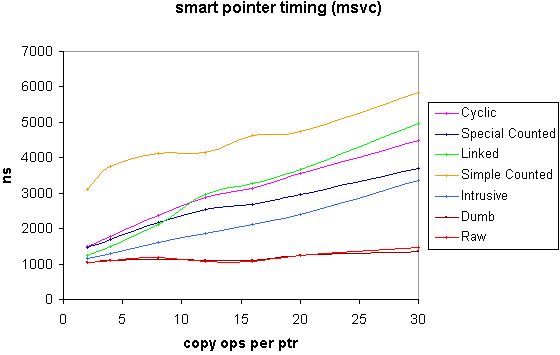 smart pointer timing (msvc)
7000
6000
5000
4000
3000
2000
1000
0
ns
0 5 10 15 20 25 30
copy ops per ptr
Cyclic
Special Counted
Linked
Simple Counted
Intrusive
Dumb
Raw